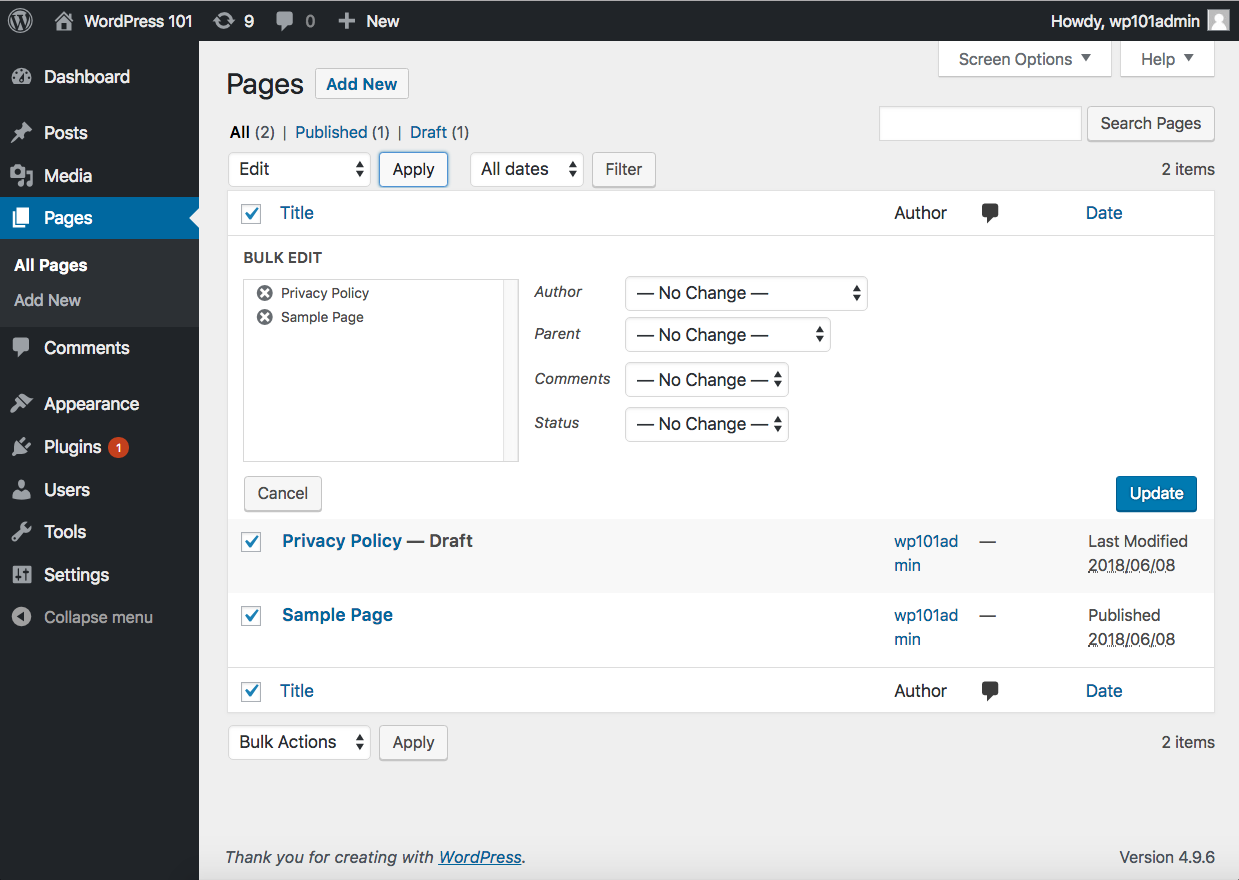 WordPress 101 9 0 New Howdy, wp101admin
Dashboard
Posts
Media
Pages
All Pages
Add New
Comments
Appearance
Plugins 1
Users
Tools
Settings
Collapse menu
Screen Options Help
Pages Add New
All (2) | Published (1) | Draft (1)
Search Pages
Edit Apply All dates Filter 2 items
Title Author Date
BULK EDIT
Privacy Policy
Sample Page
Author — No Change —
Parent — No Change —
Comments — No Change —
Status — No Change —
Cancel Update
Privacy Policy — Draft wp101ad — Last Modified
min 2018/06/08
Sample Page wp101ad — Published
min 2018/06/08
Title Author Date
Bulk Actions Apply 2 items
Thank you for creating with WordPress. Version 4.9.6